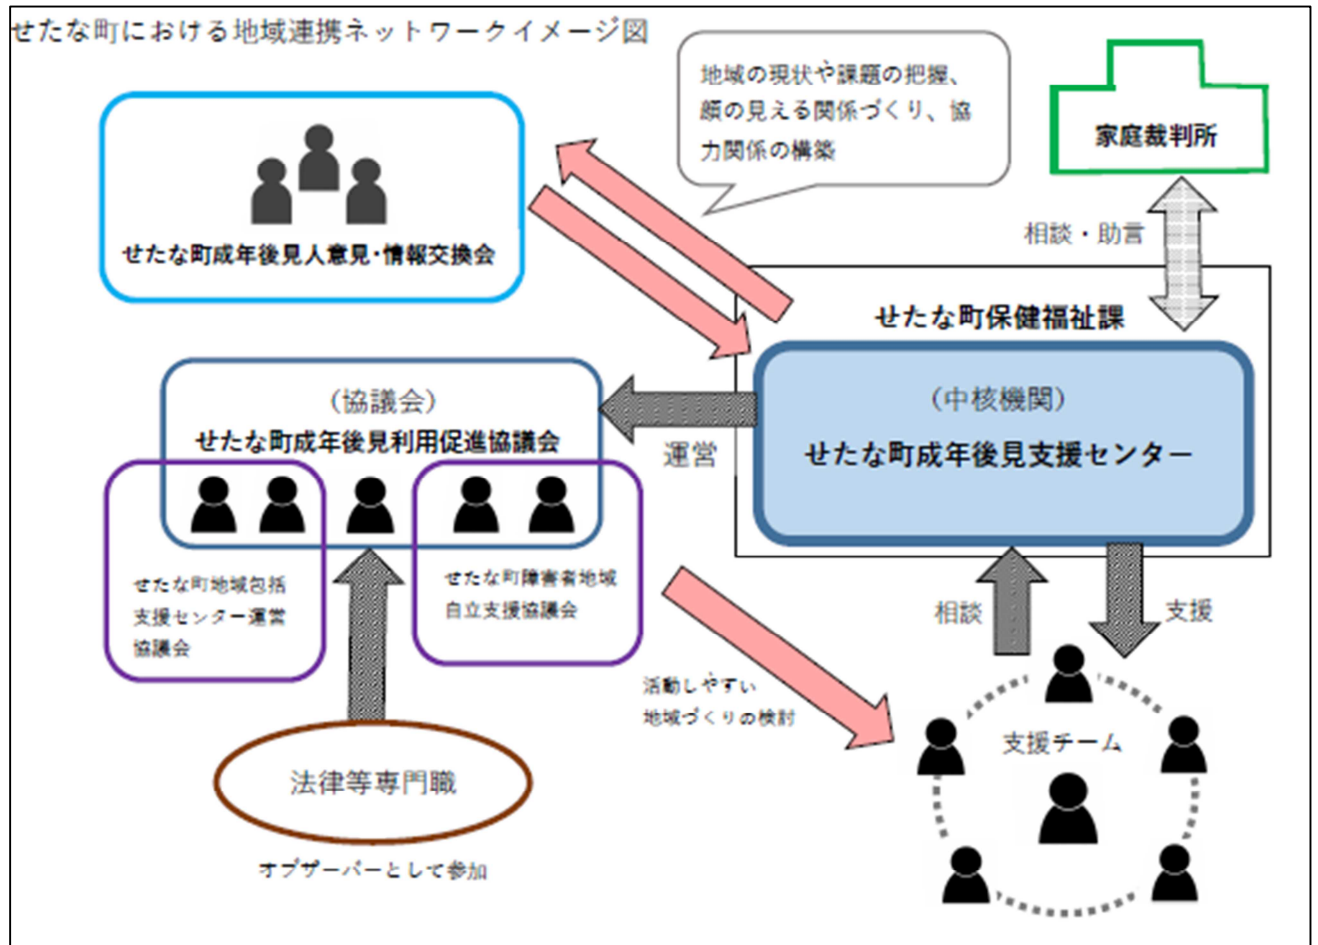 せたな町における地域連携ネットワークイメージ図
地域の現状や課題の把握、
顔の見える関係づくり、協
力関係の構築
家庭裁判所
せたな町成年後見人意見・情報交換会
相談・助言
せたな町保健福祉課
（協議会）
せたな町成年後見利用促進協議会
運営
（中核機関）
せたな町成年後見支援センター
せたな町地域包括
支援センター運営
協議会
せたな町障害者地域
自立支援協議会
相談
支援
活動しやすい
地域づくりの検討
支援チーム
法律等専門職
オブザーバーとして参加